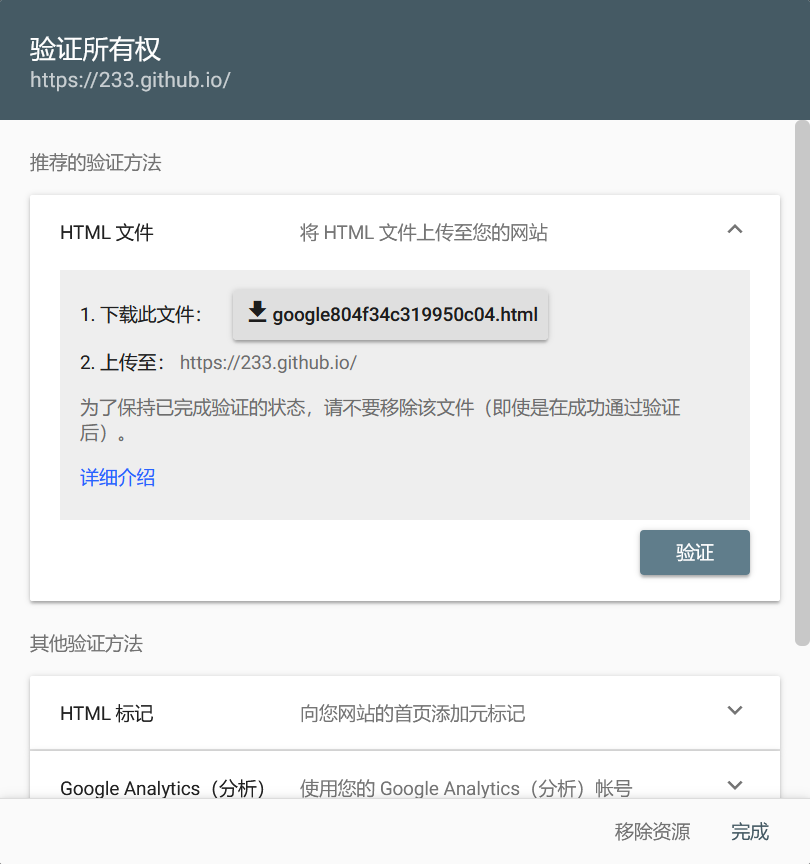 验证所有权
https://233.github.io/
推荐的验证方法
HTML 文件 将 HTML 文件上传至您的网站
1. 下载此文件： google804f34c319950c04.html
2. 上传至： https://233.github.io/
为了保持已完成验证的状态，请不要移除该文件（即使是在成功通过验证
后）。
详细介绍
验证
其他验证方法
HTML 标记 向您网站的首页添加元标记
Google Analytics（分析） 使用您的 Google Analytics（分析）帐号
移除资源 完成